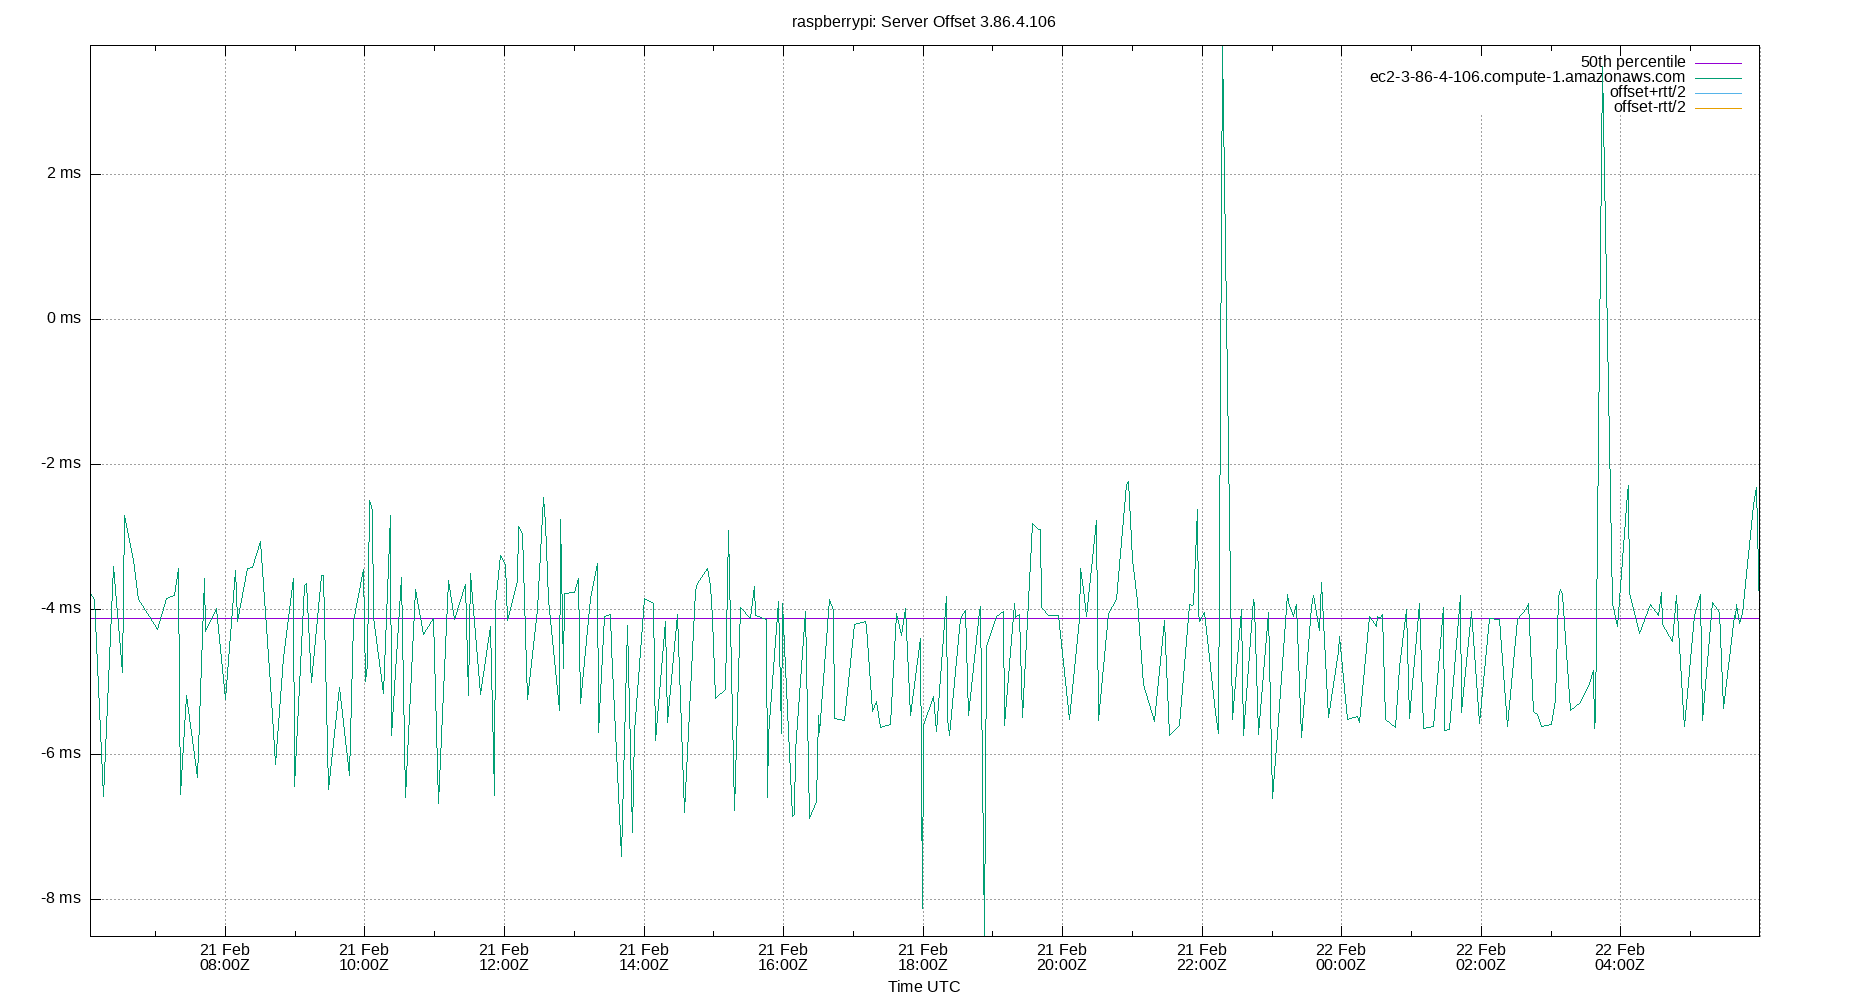 raspberrypi: Server Offset 3.86.4.106
50th percentile
ec2-3-86-4-106.compute-1.amazonaws.com
offset+rtt/2
offset-rtt/2
2 ms
0 ms
-2 ms
-4 ms
-6 ms
-8 ms
21 Feb 21 Feb 21 Feb 21 Feb 21 Feb 21 Feb 21 Feb 21 Feb 22 Feb 22 Feb 22 Feb
08:00Z 10:00Z 12:00Z 14:00Z 16:00Z 18:00Z 20:00Z 22:00Z 00:00Z 02:00Z 04:00Z
Time UTC